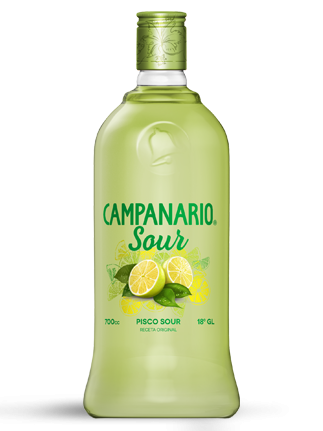 CAMPANARIO®
Sour
700cc
PISCO SOUR
18° GL
RECETA ORIGINAL